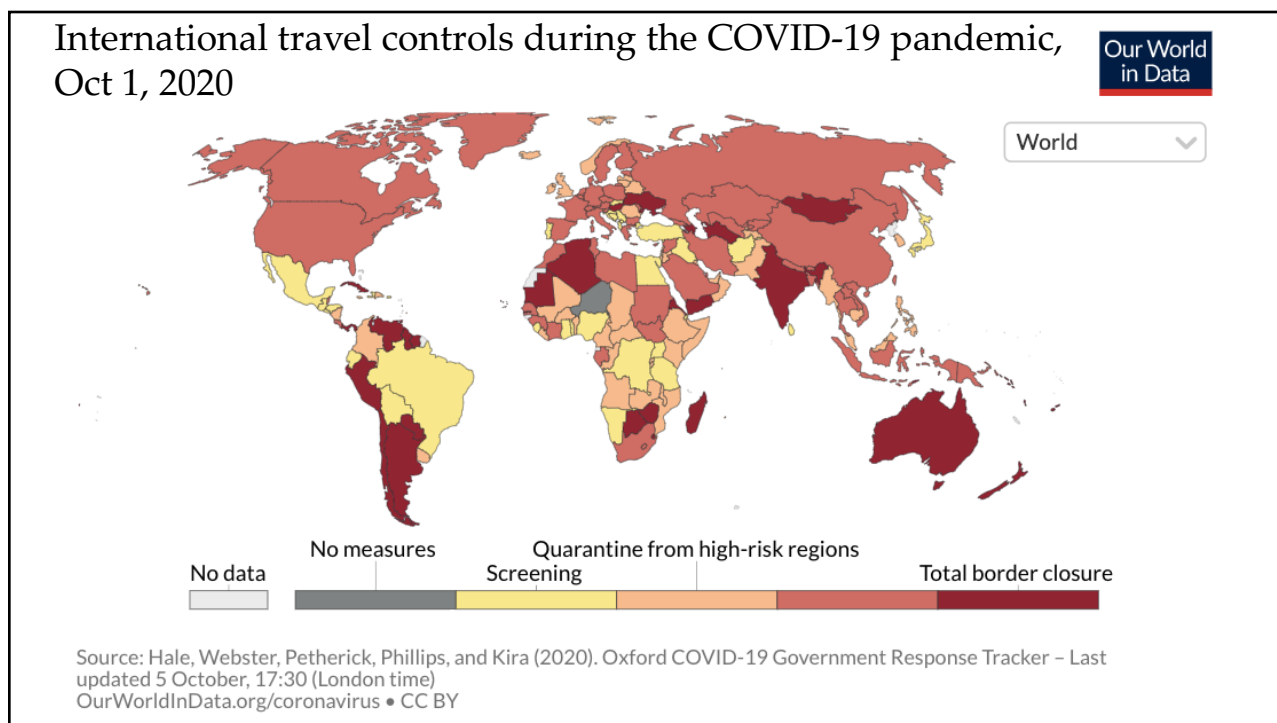 International travel controls during the COVID-19 pandemic,
Oct 1, 2020
Our World
in Data
World
No measures
Quarantine from high-risk regions
No data
Screening
Total border closure
Source: Hale, Webster, Petherick, Phillips, and Kira (2020). Oxford COVID-19 Government Response Tracker – Last
updated 5 October, 17:30 (London time)
OurWorldInData.org/coronavirus • CC BY